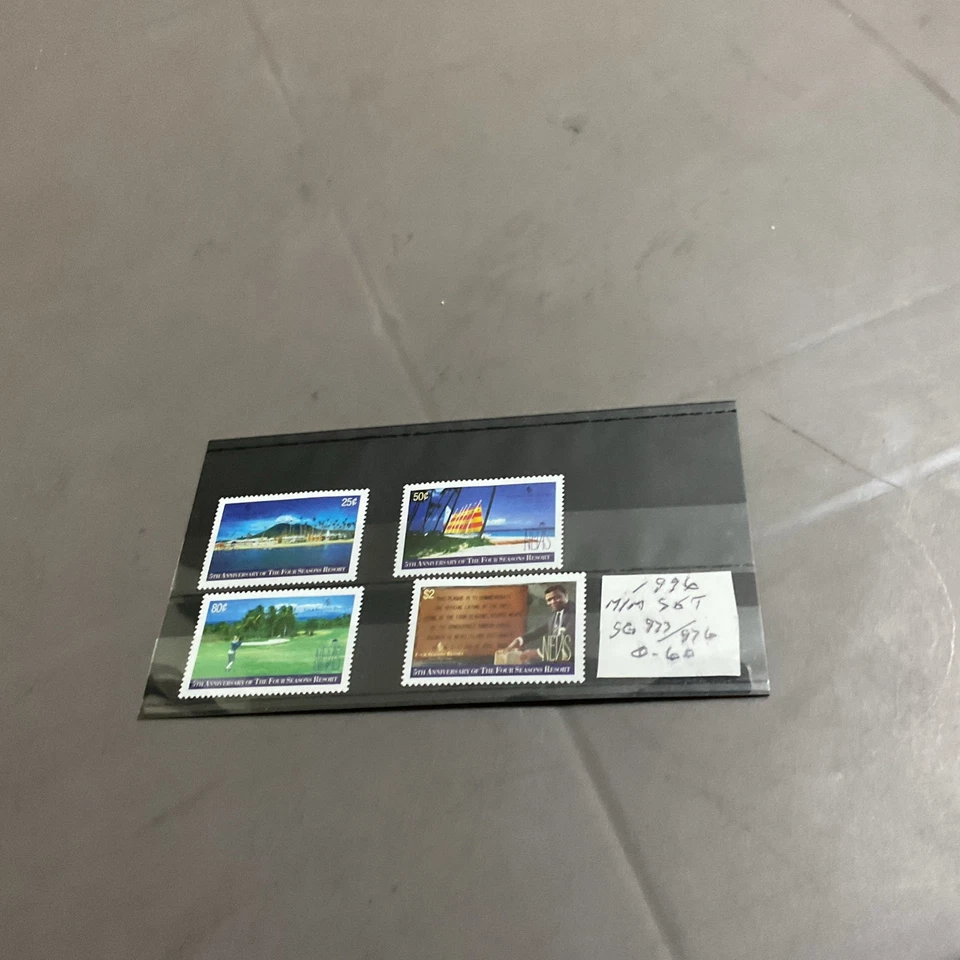 25¢
5TH ANNIVERSARY OF THE FOUR SEASONS RESORT
50¢
NEVIS
5TH ANNIVERSARY OF THE FOUR SEASONS RESORT
80¢
NEVIS
5TH ANNIVERSARY OF THE FOUR SEASONS RESORT
$2
NEVIS
5TH ANNIVERSARY OF THE FOUR SEASONS RESORT
1996
M/M SET
SG 973/976
0-60